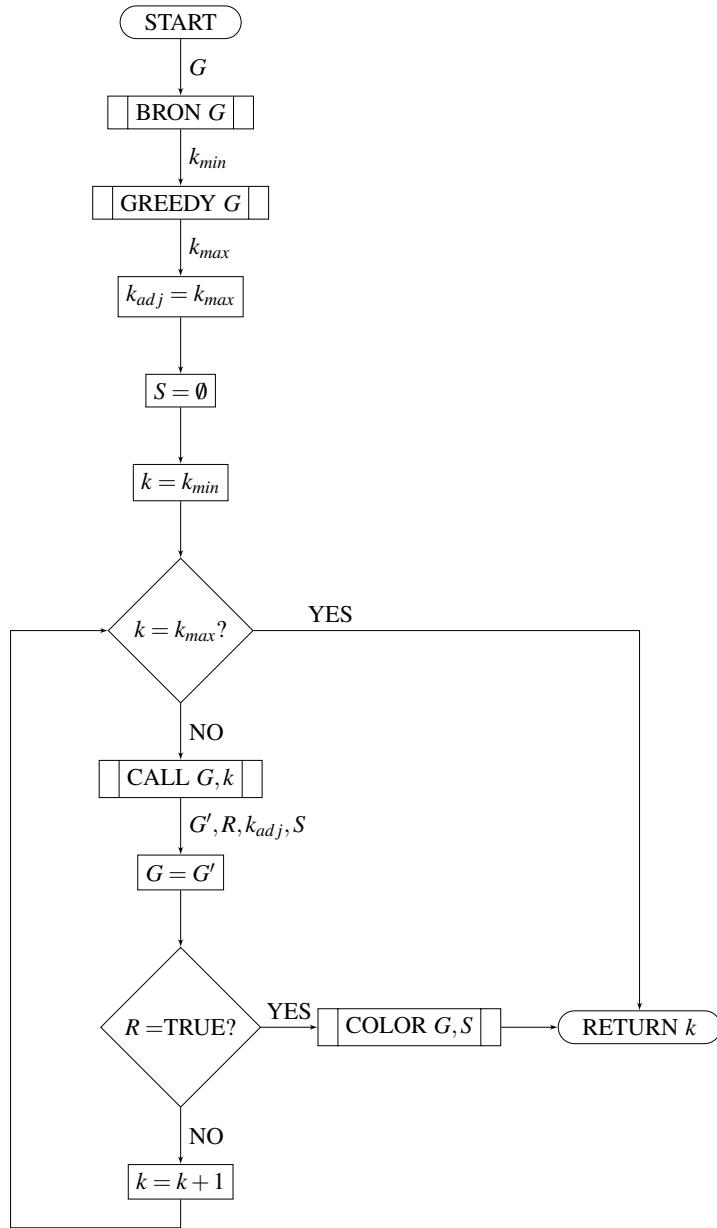 START
G
BRON G
k_min
GREEDY G
k_max
k_adj = k_max
S = ∅
k = k_min
k = k_max?
YES
NO
CALL G, k
G′, R, k_adj, S
G = G′
R =TRUE?
YES
COLOR G, S
RETURN k
NO
k = k + 1